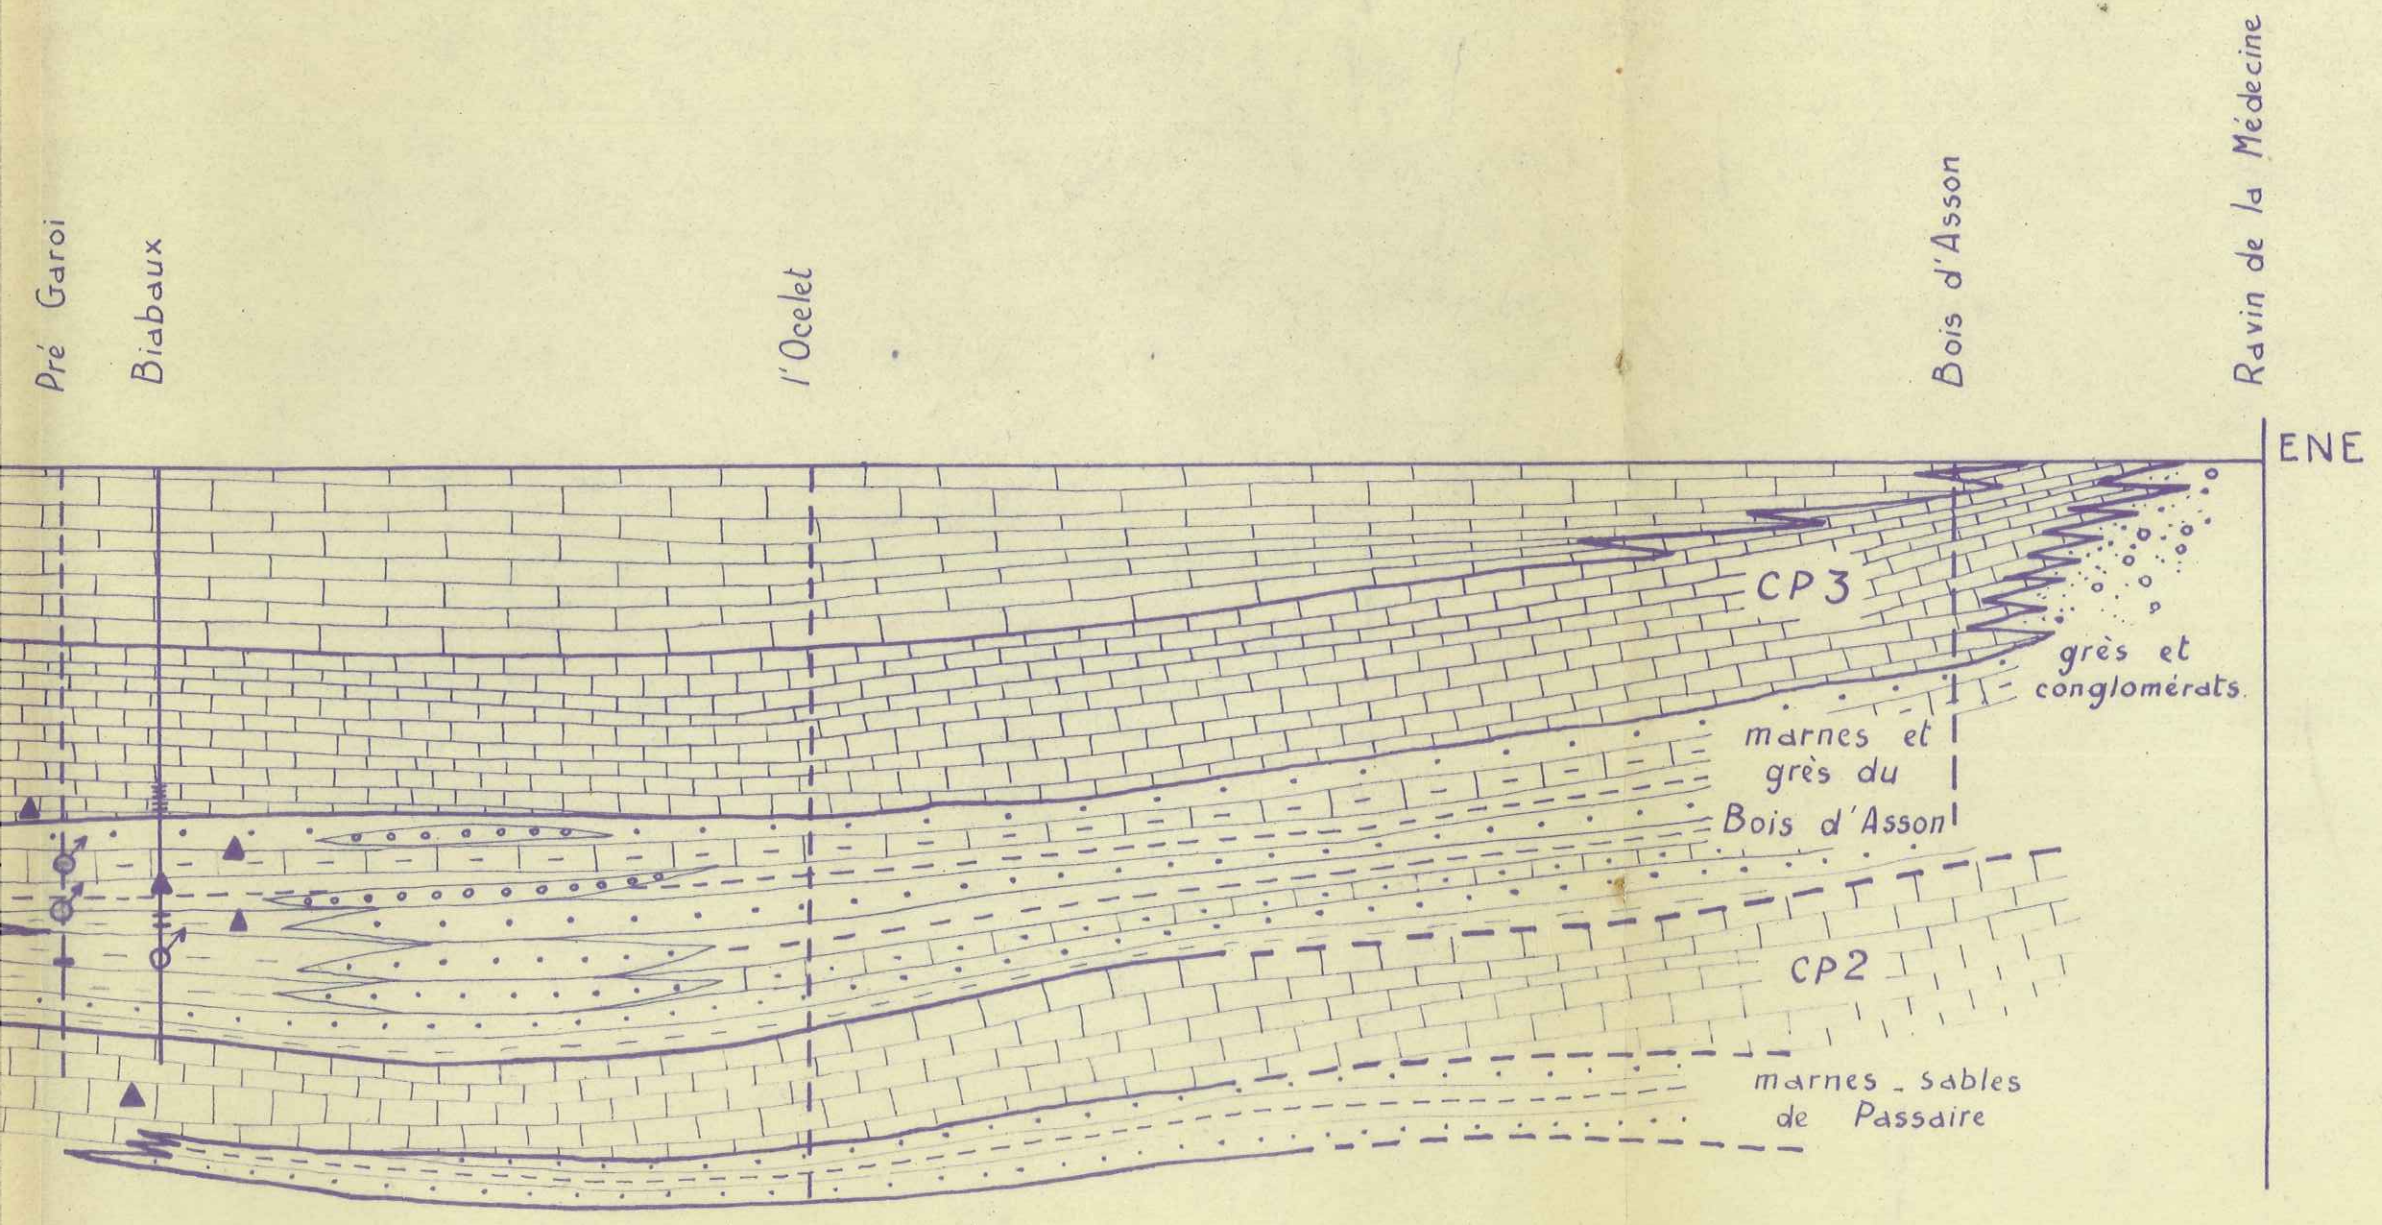 Pré Garoi
Biabaux
l'Ocelet
Bois d'Asson
Ravin de la Médecine
ENE
CP3
grès et
conglomérats.
marnes et
grès du
Bois d'Asson
CP2
marnes - sables
de Passaire